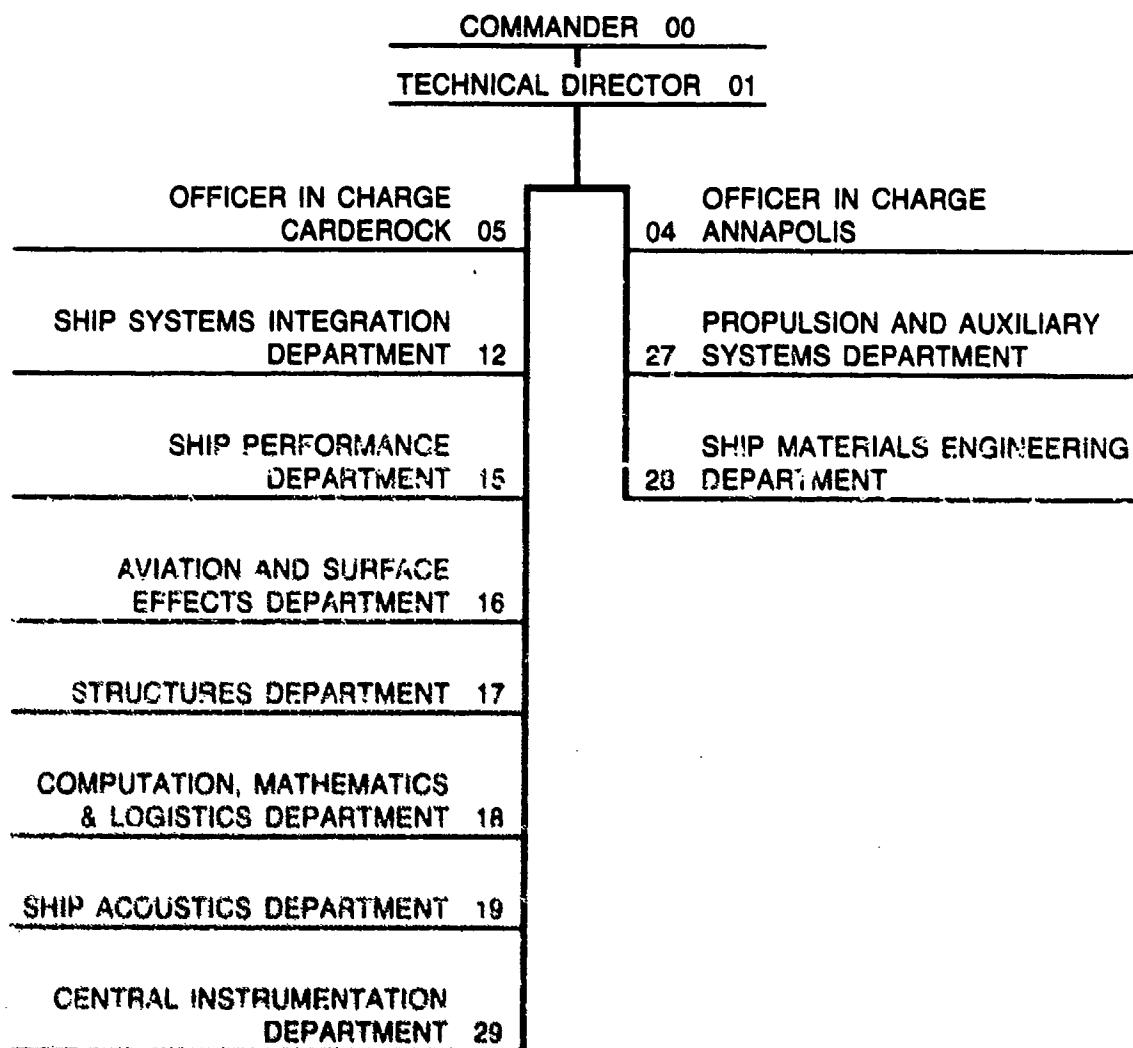 COMMANDER 00
TECHNICAL DIRECTOR 01
OFFICER IN CHARGE
CARDEROCK 05
OFFICER IN CHARGE
04 ANNAPOLIS
SHIP SYSTEMS INTEGRATION
DEPARTMENT 12
PROPULSION AND AUXILIARY
27 SYSTEMS DEPARTMENT
SHIP PERFORMANCE
DEPARTMENT 15
SHIP MATERIALS ENGINEERING
28 DEPARTMENT
AVIATION AND SURFACE
EFFECTS DEPARTMENT 16
STRUCTURES DEPARTMENT 17
COMPUTATION, MATHEMATICS
& LOGISTICS DEPARTMENT 18
SHIP ACOUSTICS DEPARTMENT 19
CENTRAL INSTRUMENTATION
DEPARTMENT 29